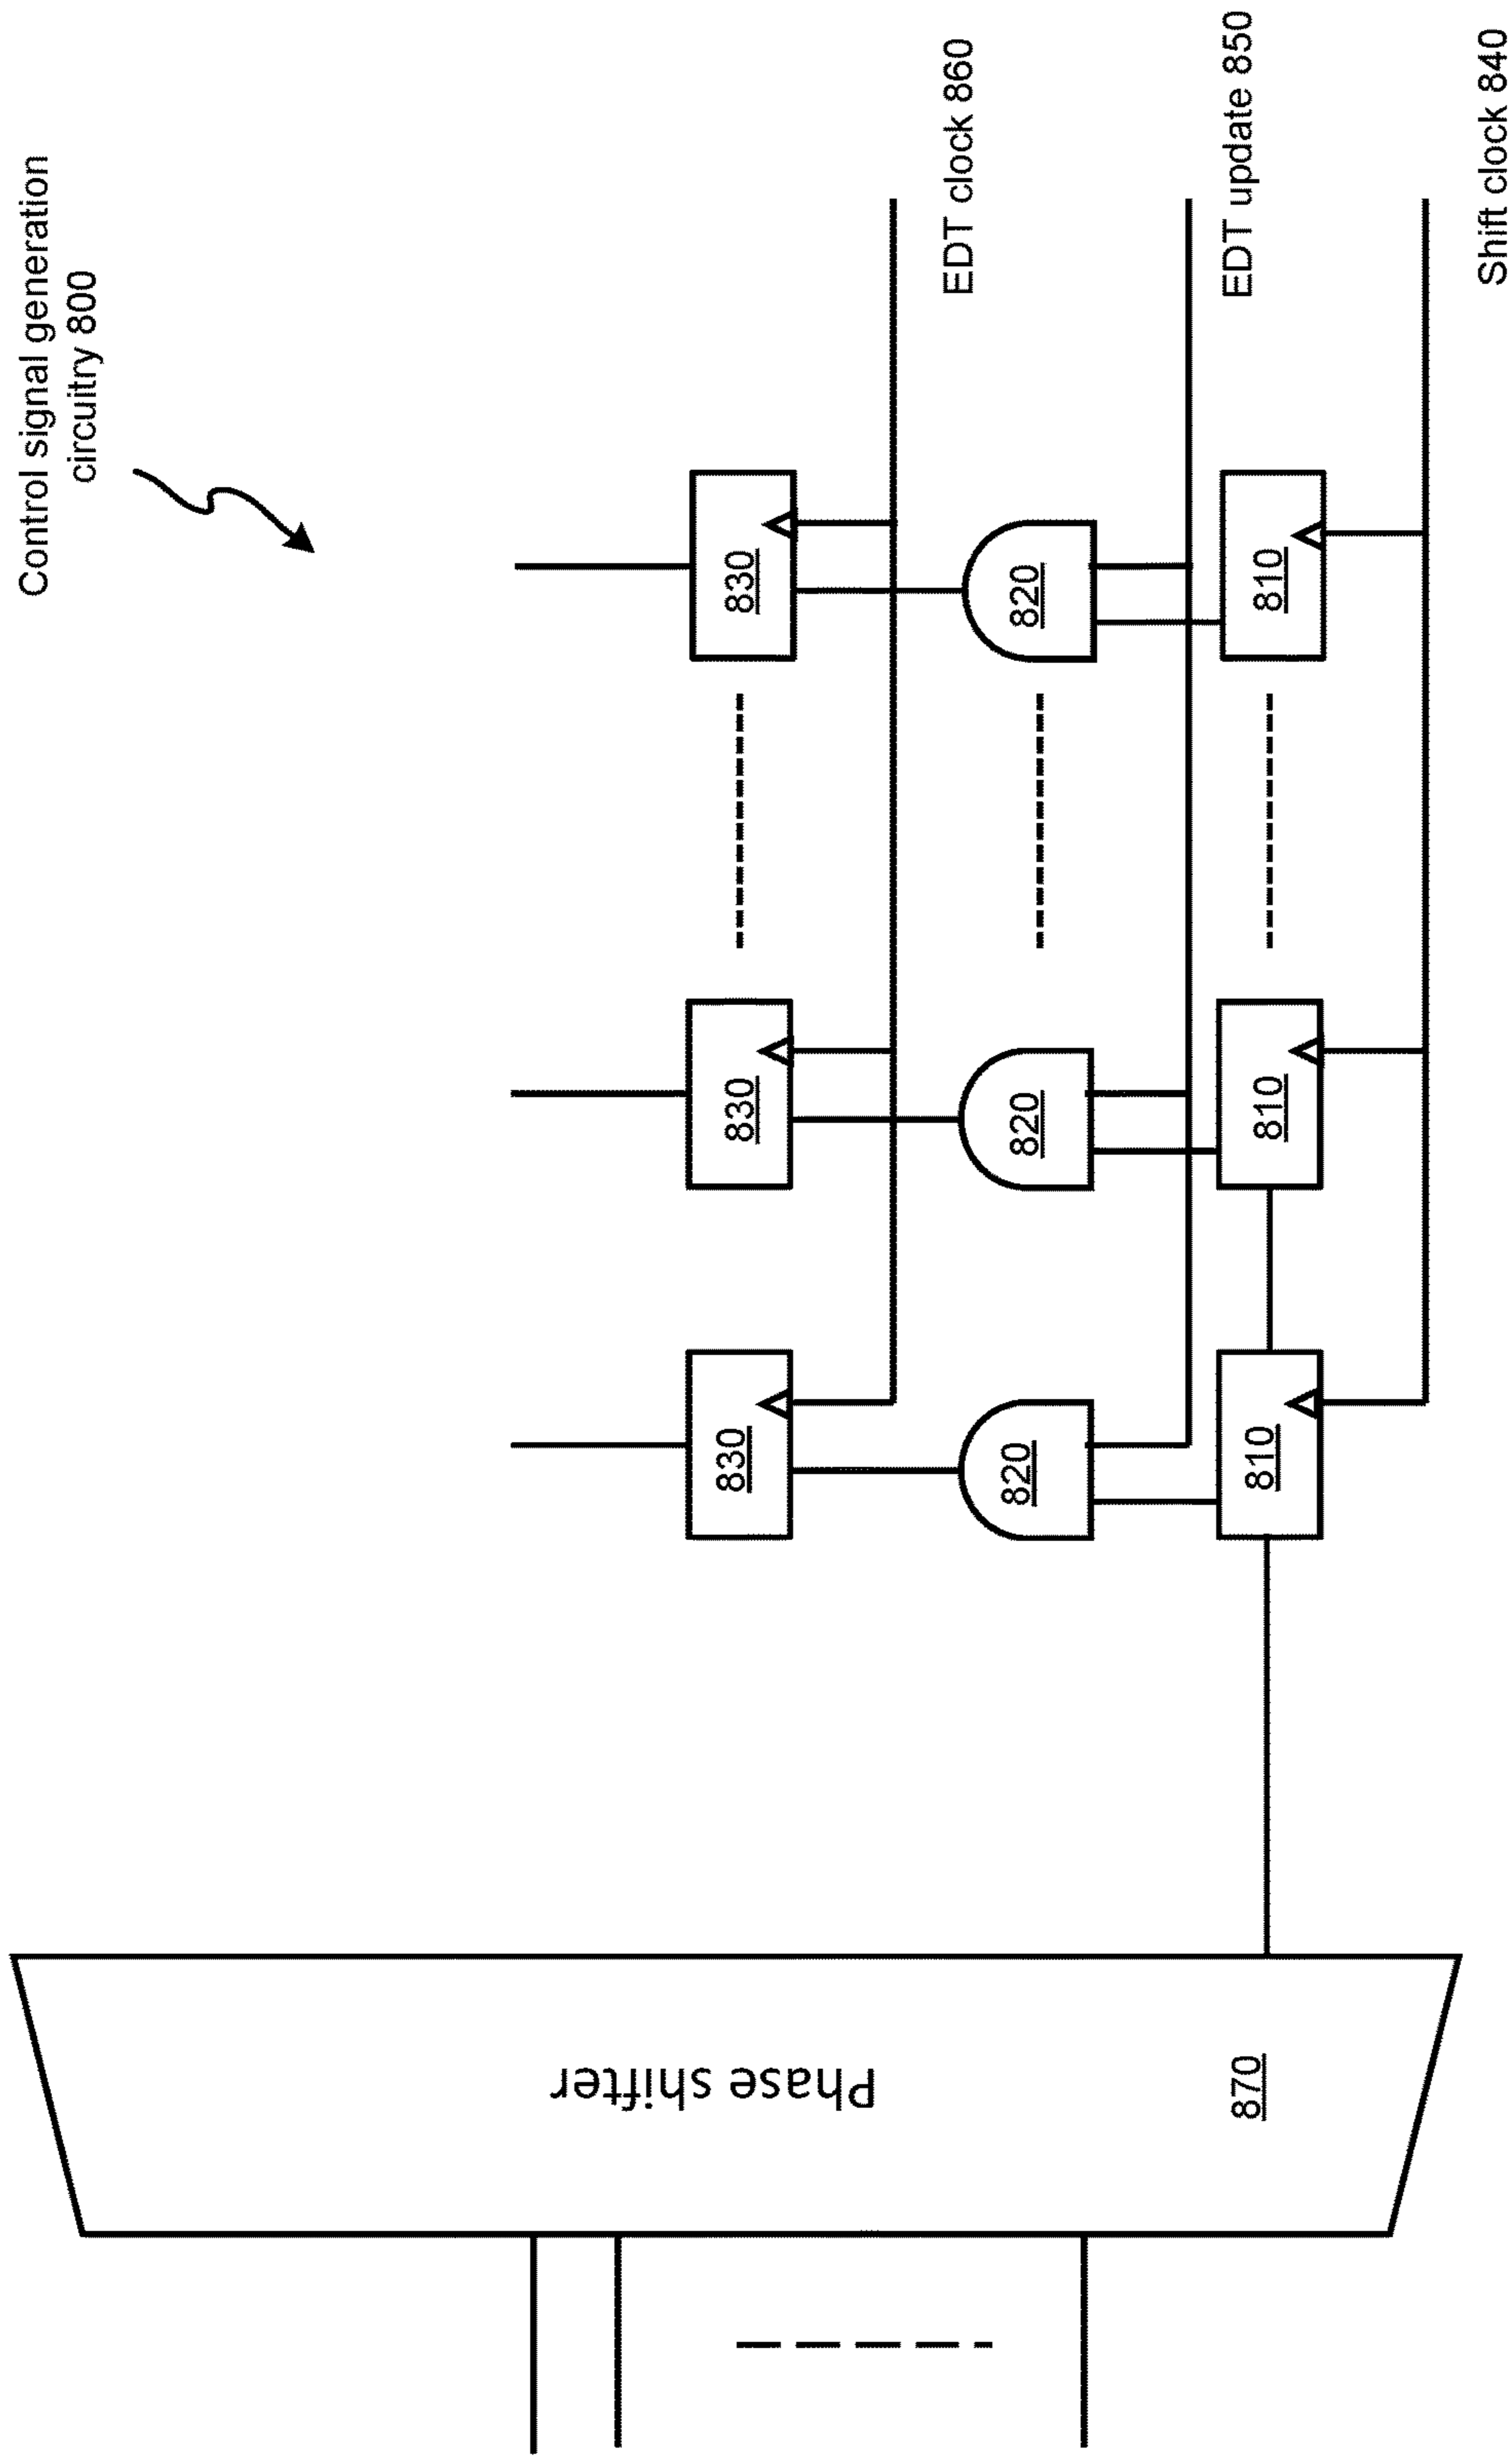 Control signal generation
circuitry 800
830
830
830
EDT clock 860
820
820
820
EDT update 850
810
810
810
Shift clock 840
Phase shifter
870